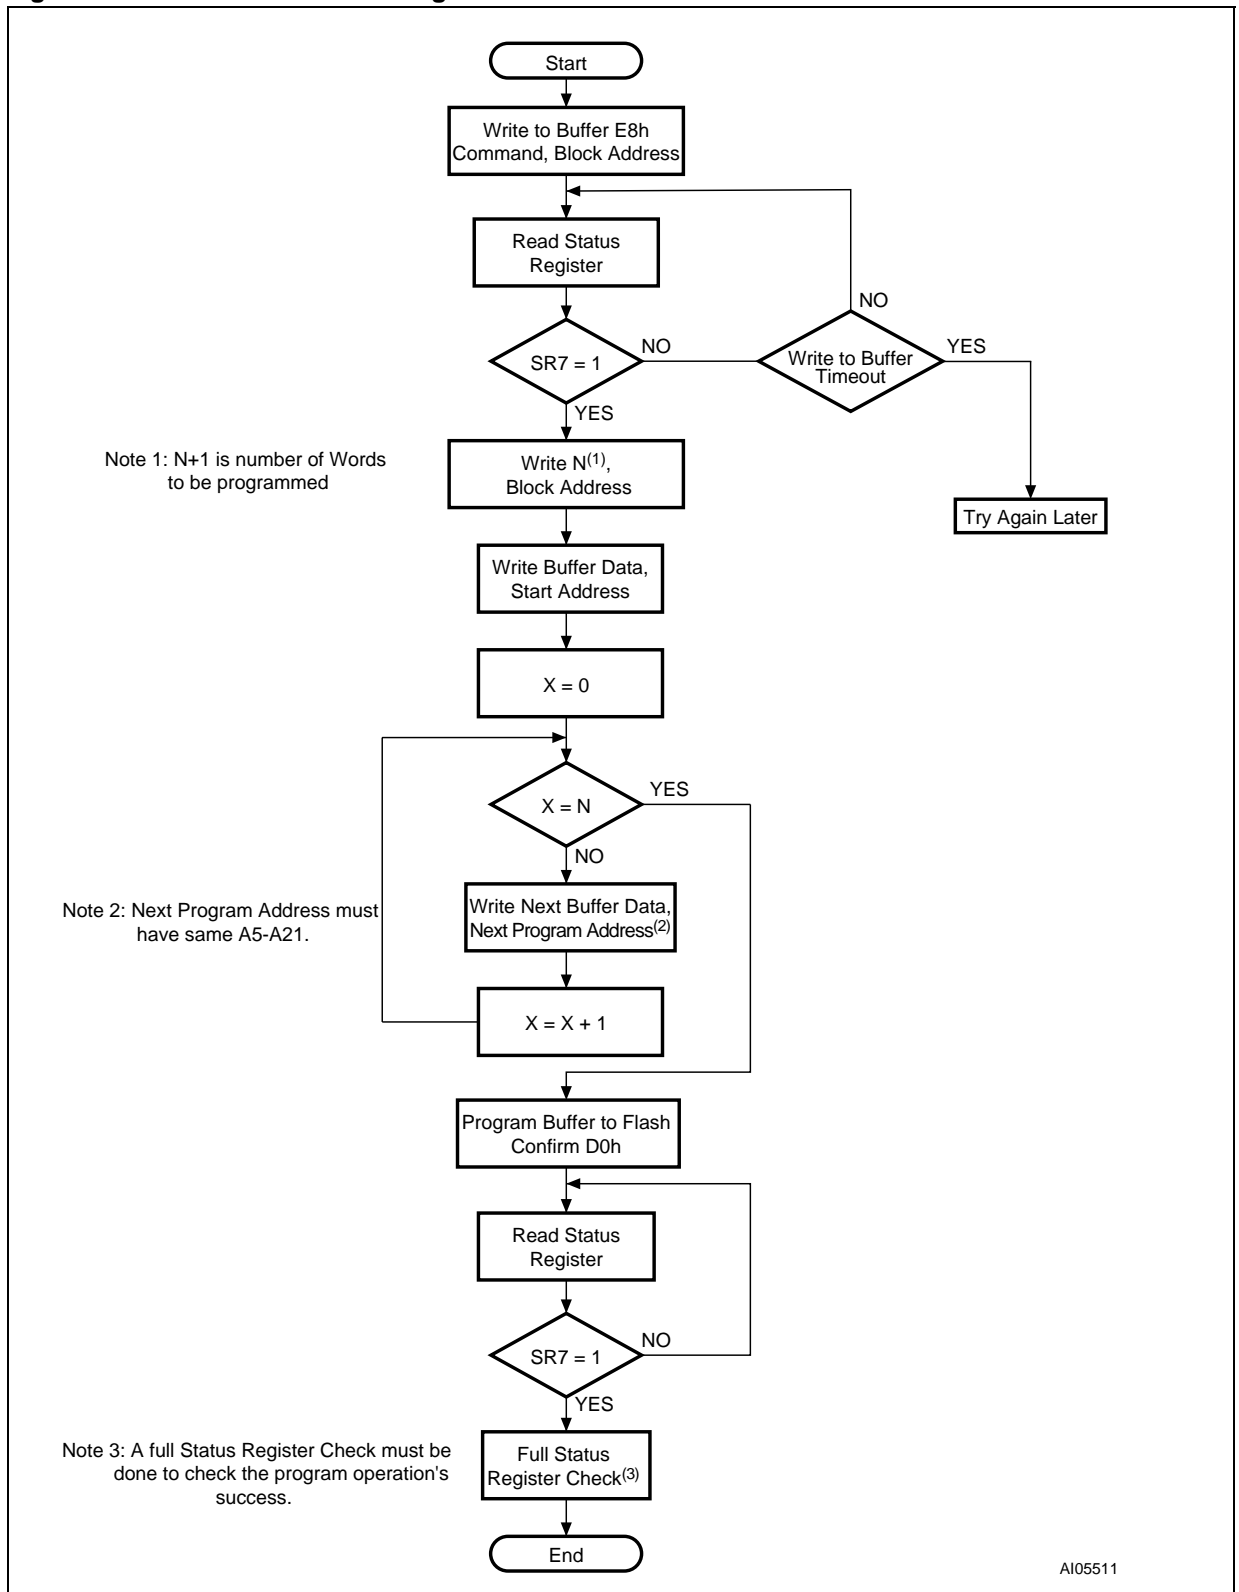 Start
Write to Buffer E8h
Command, Block Address
Read Status
Register
NO
SR7 = 1
NO
Write to Buffer
Timeout
YES
YES
Note 1: N+1 is number of Words
to be programmed
Write N(1),
Block Address
Try Again Later
Write Buffer Data,
Start Address
X = 0
X = N
YES
NO
Note 2: Next Program Address must
have same A5-A21.
Write Next Buffer Data,
Next Program Address(2)
X = X + 1
Program Buffer to Flash
Confirm D0h
Read Status
Register
SR7 = 1
NO
YES
Note 3: A full Status Register Check must be
done to check the program operation's
success.
Full Status
Register Check(3)
End
AI05511